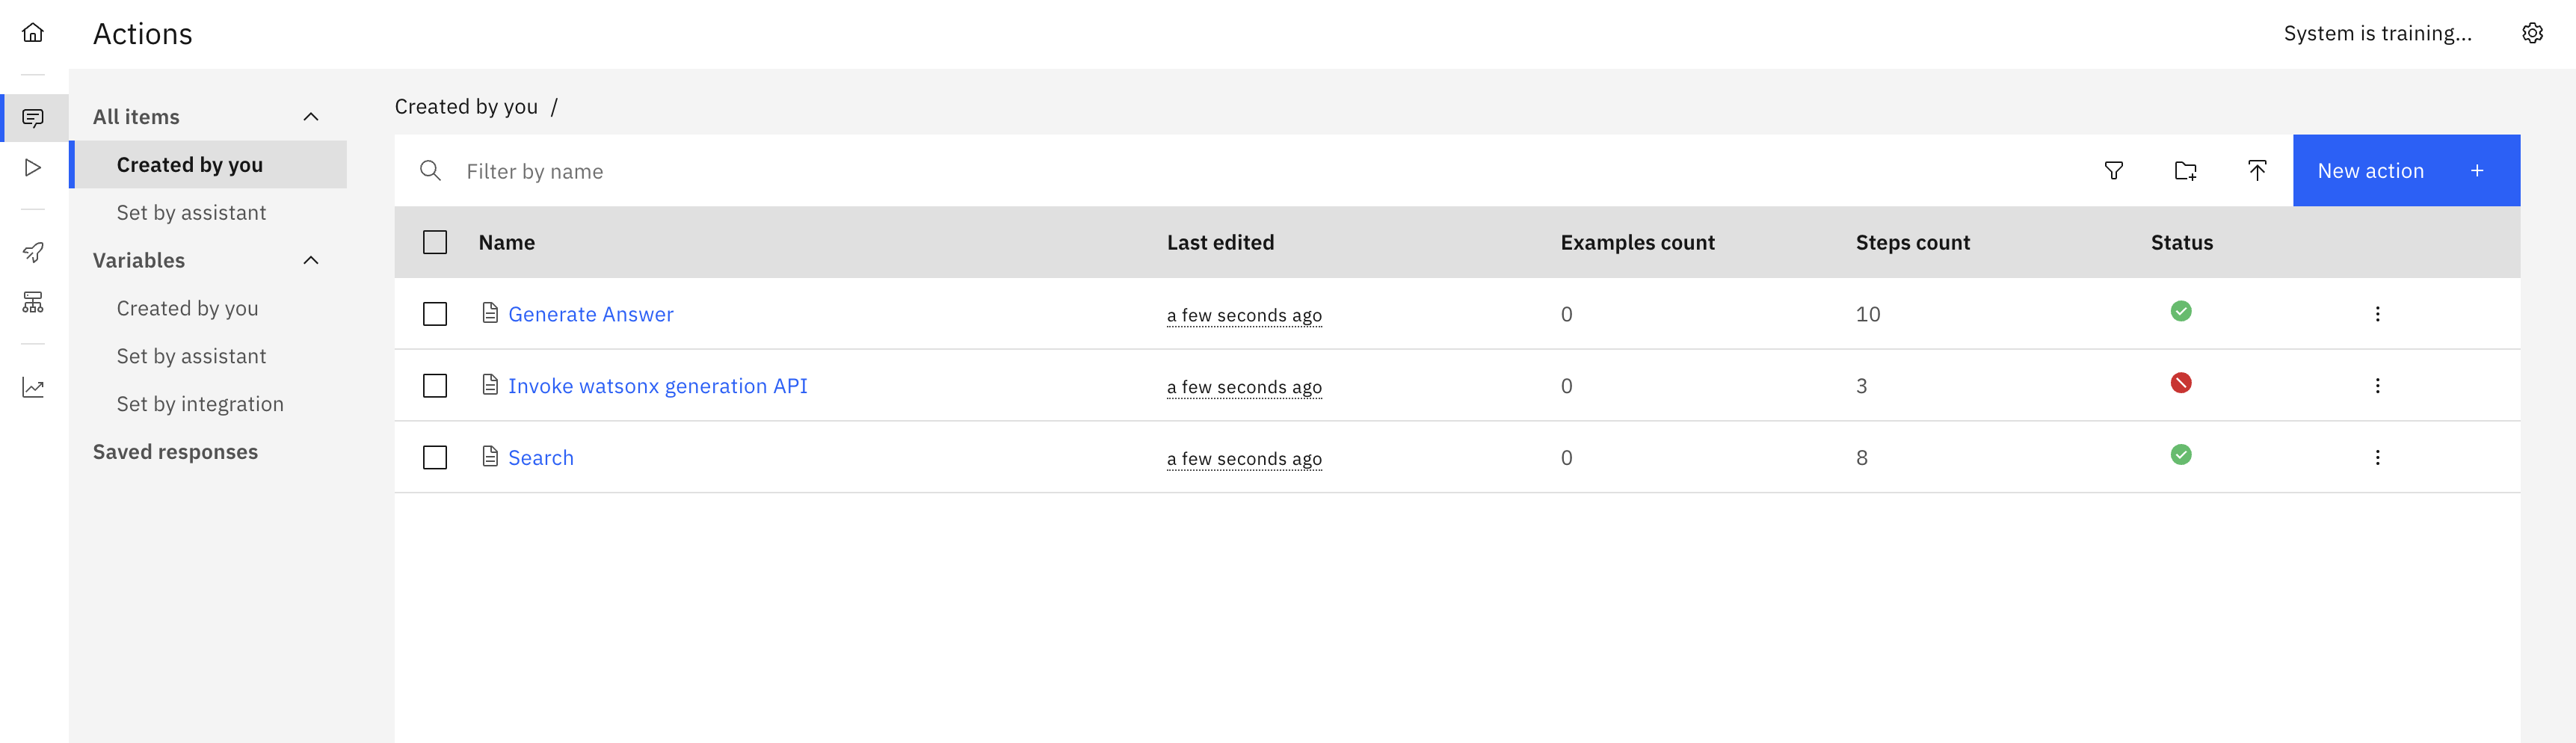 Actions
System is training...
All items
Created by you
Set by assistant
Variables
Created by you
Set by assistant
Set by integration
Saved responses
Created by you /
Filter by name
New action +
Name Last edited Examples count Steps count Status
Generate Answer a few seconds ago 0 10
Invoke watsonx generation API a few seconds ago 0 3
Search a few seconds ago 0 8